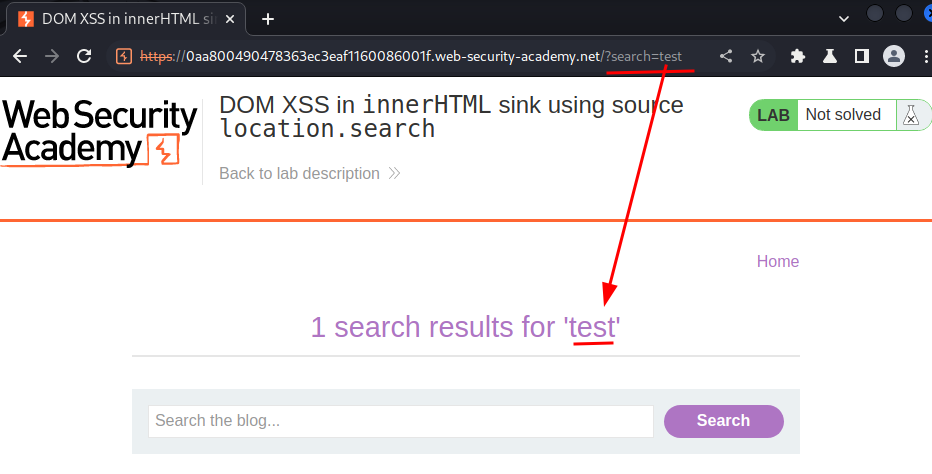 DOM XSS in innerHTML si
https://0aa800490478363ec3eaf1160086001f.web-security-academy.net/?search=test
Web Security
Academy
DOM XSS in innerHTML sink using source
location.search
LAB Not solved
Back to lab description
Home
1 search results for 'test'
Search the blog...
Search